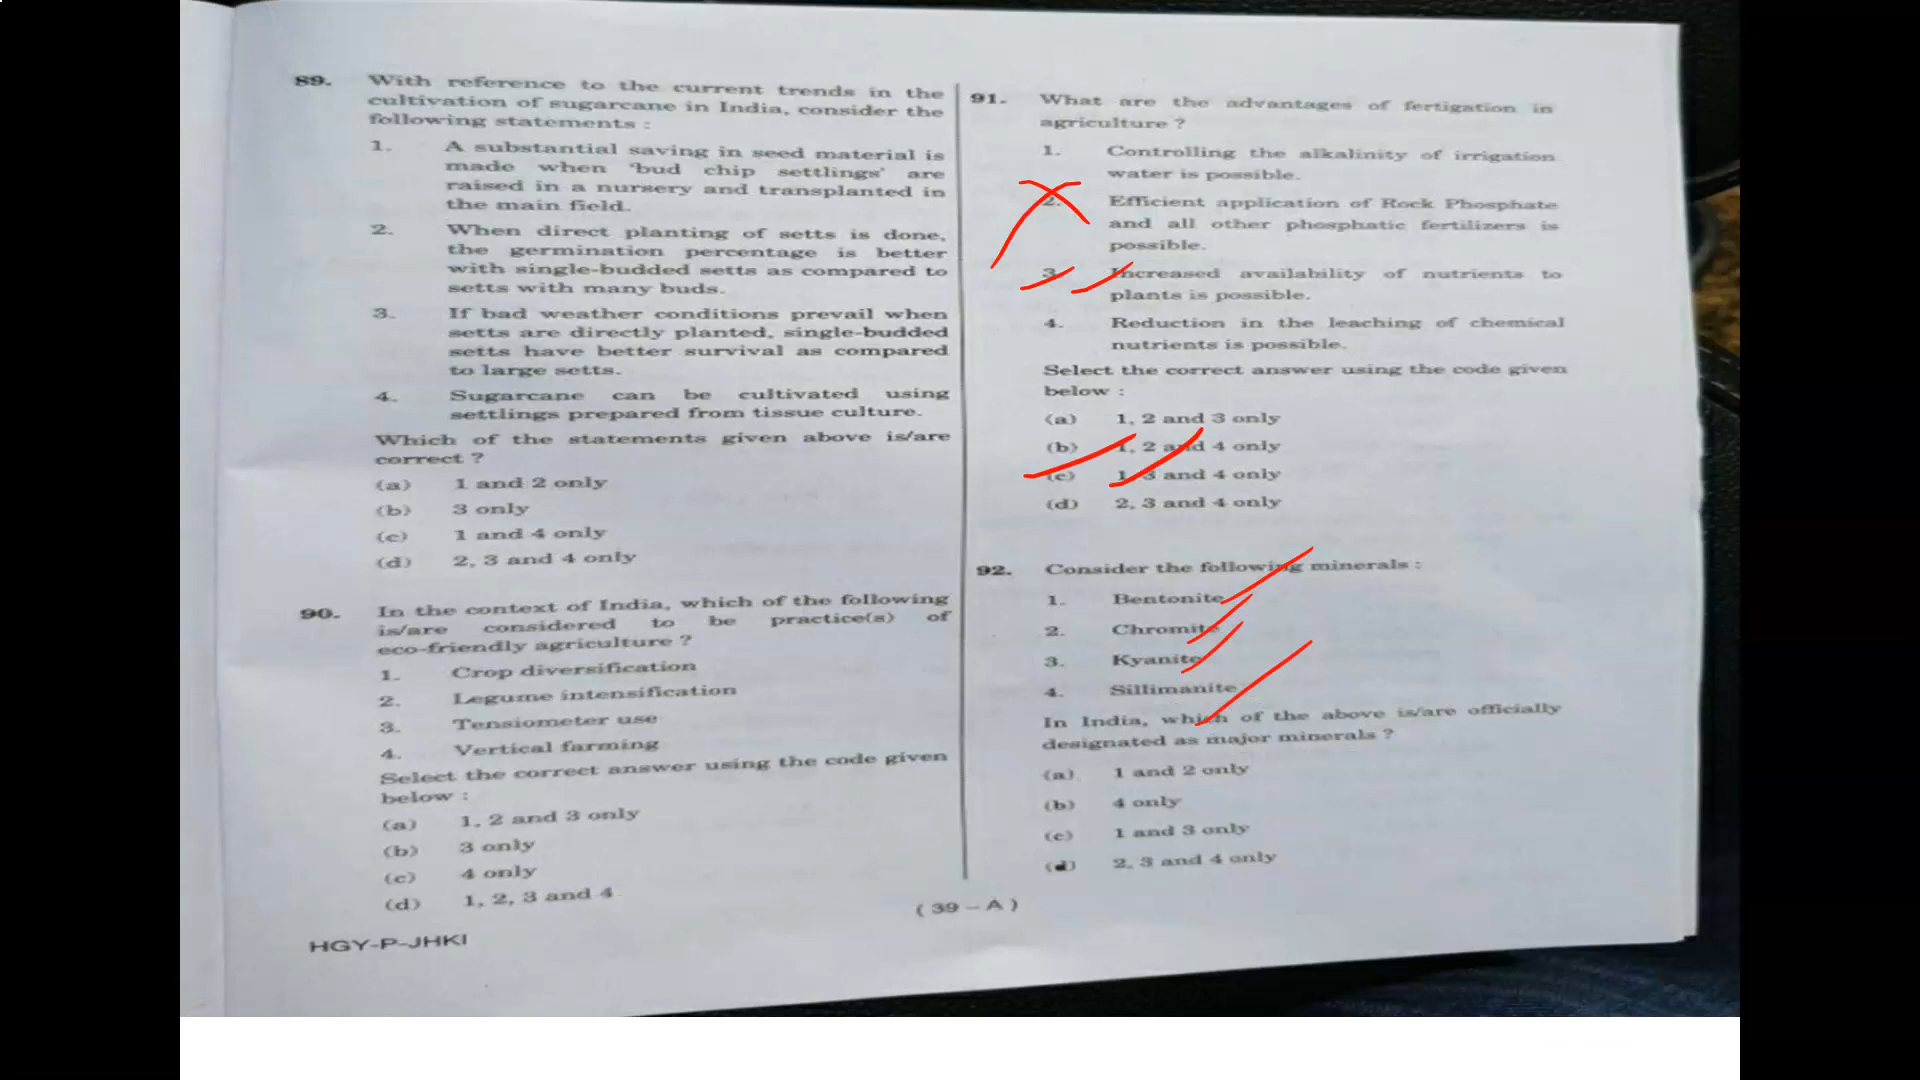 89. With reference to the current trends in the
cultivation of sugarcane in India, consider the
following statements :
1. A substantial saving in seed material is
made when 'bud chip settlings' are
raised in a nursery and transplanted in
the main field.
2. When direct planting of setts is done,
the germination percentage is better
with single-budded setts as compared to
setts with many buds.
3. If bad weather conditions prevail when
setts are directly planted, single-budded
setts have better survival as compared
to large setts.
4. Sugarcane can be cultivated using
settlings prepared from tissue culture.
Which of the statements given above is/are
correct ?
(a) 1 and 2 only
(b) 3 only
(c) 1 and 4 only
(d) 2, 3 and 4 only
90. In the context of India, which of the following
is/are considered to be practice(s) of
eco-friendly agriculture ?
1. Crop diversification
2. Legume intensification
3. Tensiometer use
4. Vertical farming
Select the correct answer using the code given
below :
(a) 1, 2 and 3 only
(b) 3 only
(c) 4 only
(d) 1, 2, 3 and 4
HGY-P-JHKI
91. What are the advantages of fertigation in
agriculture ?
1. Controlling the alkalinity of irrigation
water is possible.
2. Efficient application of Rock Phosphate
and all other phosphatic fertilizers is
possible.
3. Increased availability of nutrients to
plants is possible.
4. Reduction in the leaching of chemical
nutrients is possible.
Select the correct answer using the code given
below :
(a) 1, 2 and 3 only
(b) 1, 2 and 4 only
(c) 1, 3 and 4 only
(d) 2, 3 and 4 only
92. Consider the following minerals :
1. Bentonite
2. Chromite
3. Kyanite
4. Sillimanite
In India, which of the above is/are officially
designated as major minerals ?
(a) 1 and 2 only
(b) 4 only
(c) 1 and 3 only
(d) 2, 3 and 4 only
( 39 – A )